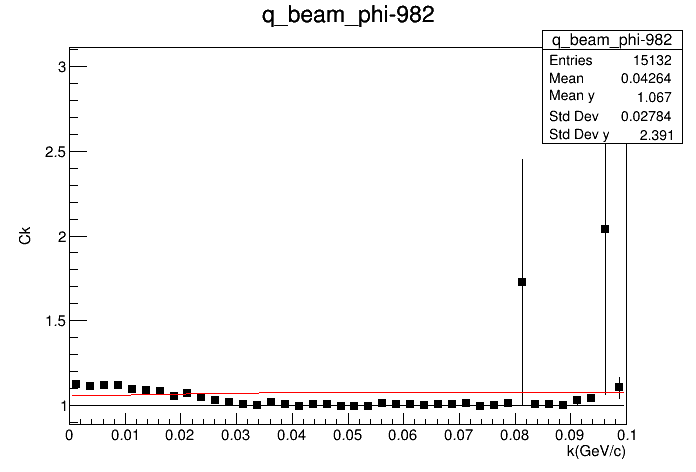 q_beam_phi-982
q_beam_phi-982
Entries 15132
Mean 0.04264
Mean y 1.067
Std Dev 0.02784
Std Dev y 2.391
Ck
3
2.5
2
1.5
1
0 0.01 0.02 0.03 0.04 0.05 0.06 0.07 0.08 0.09 0.1
k(GeV/c)